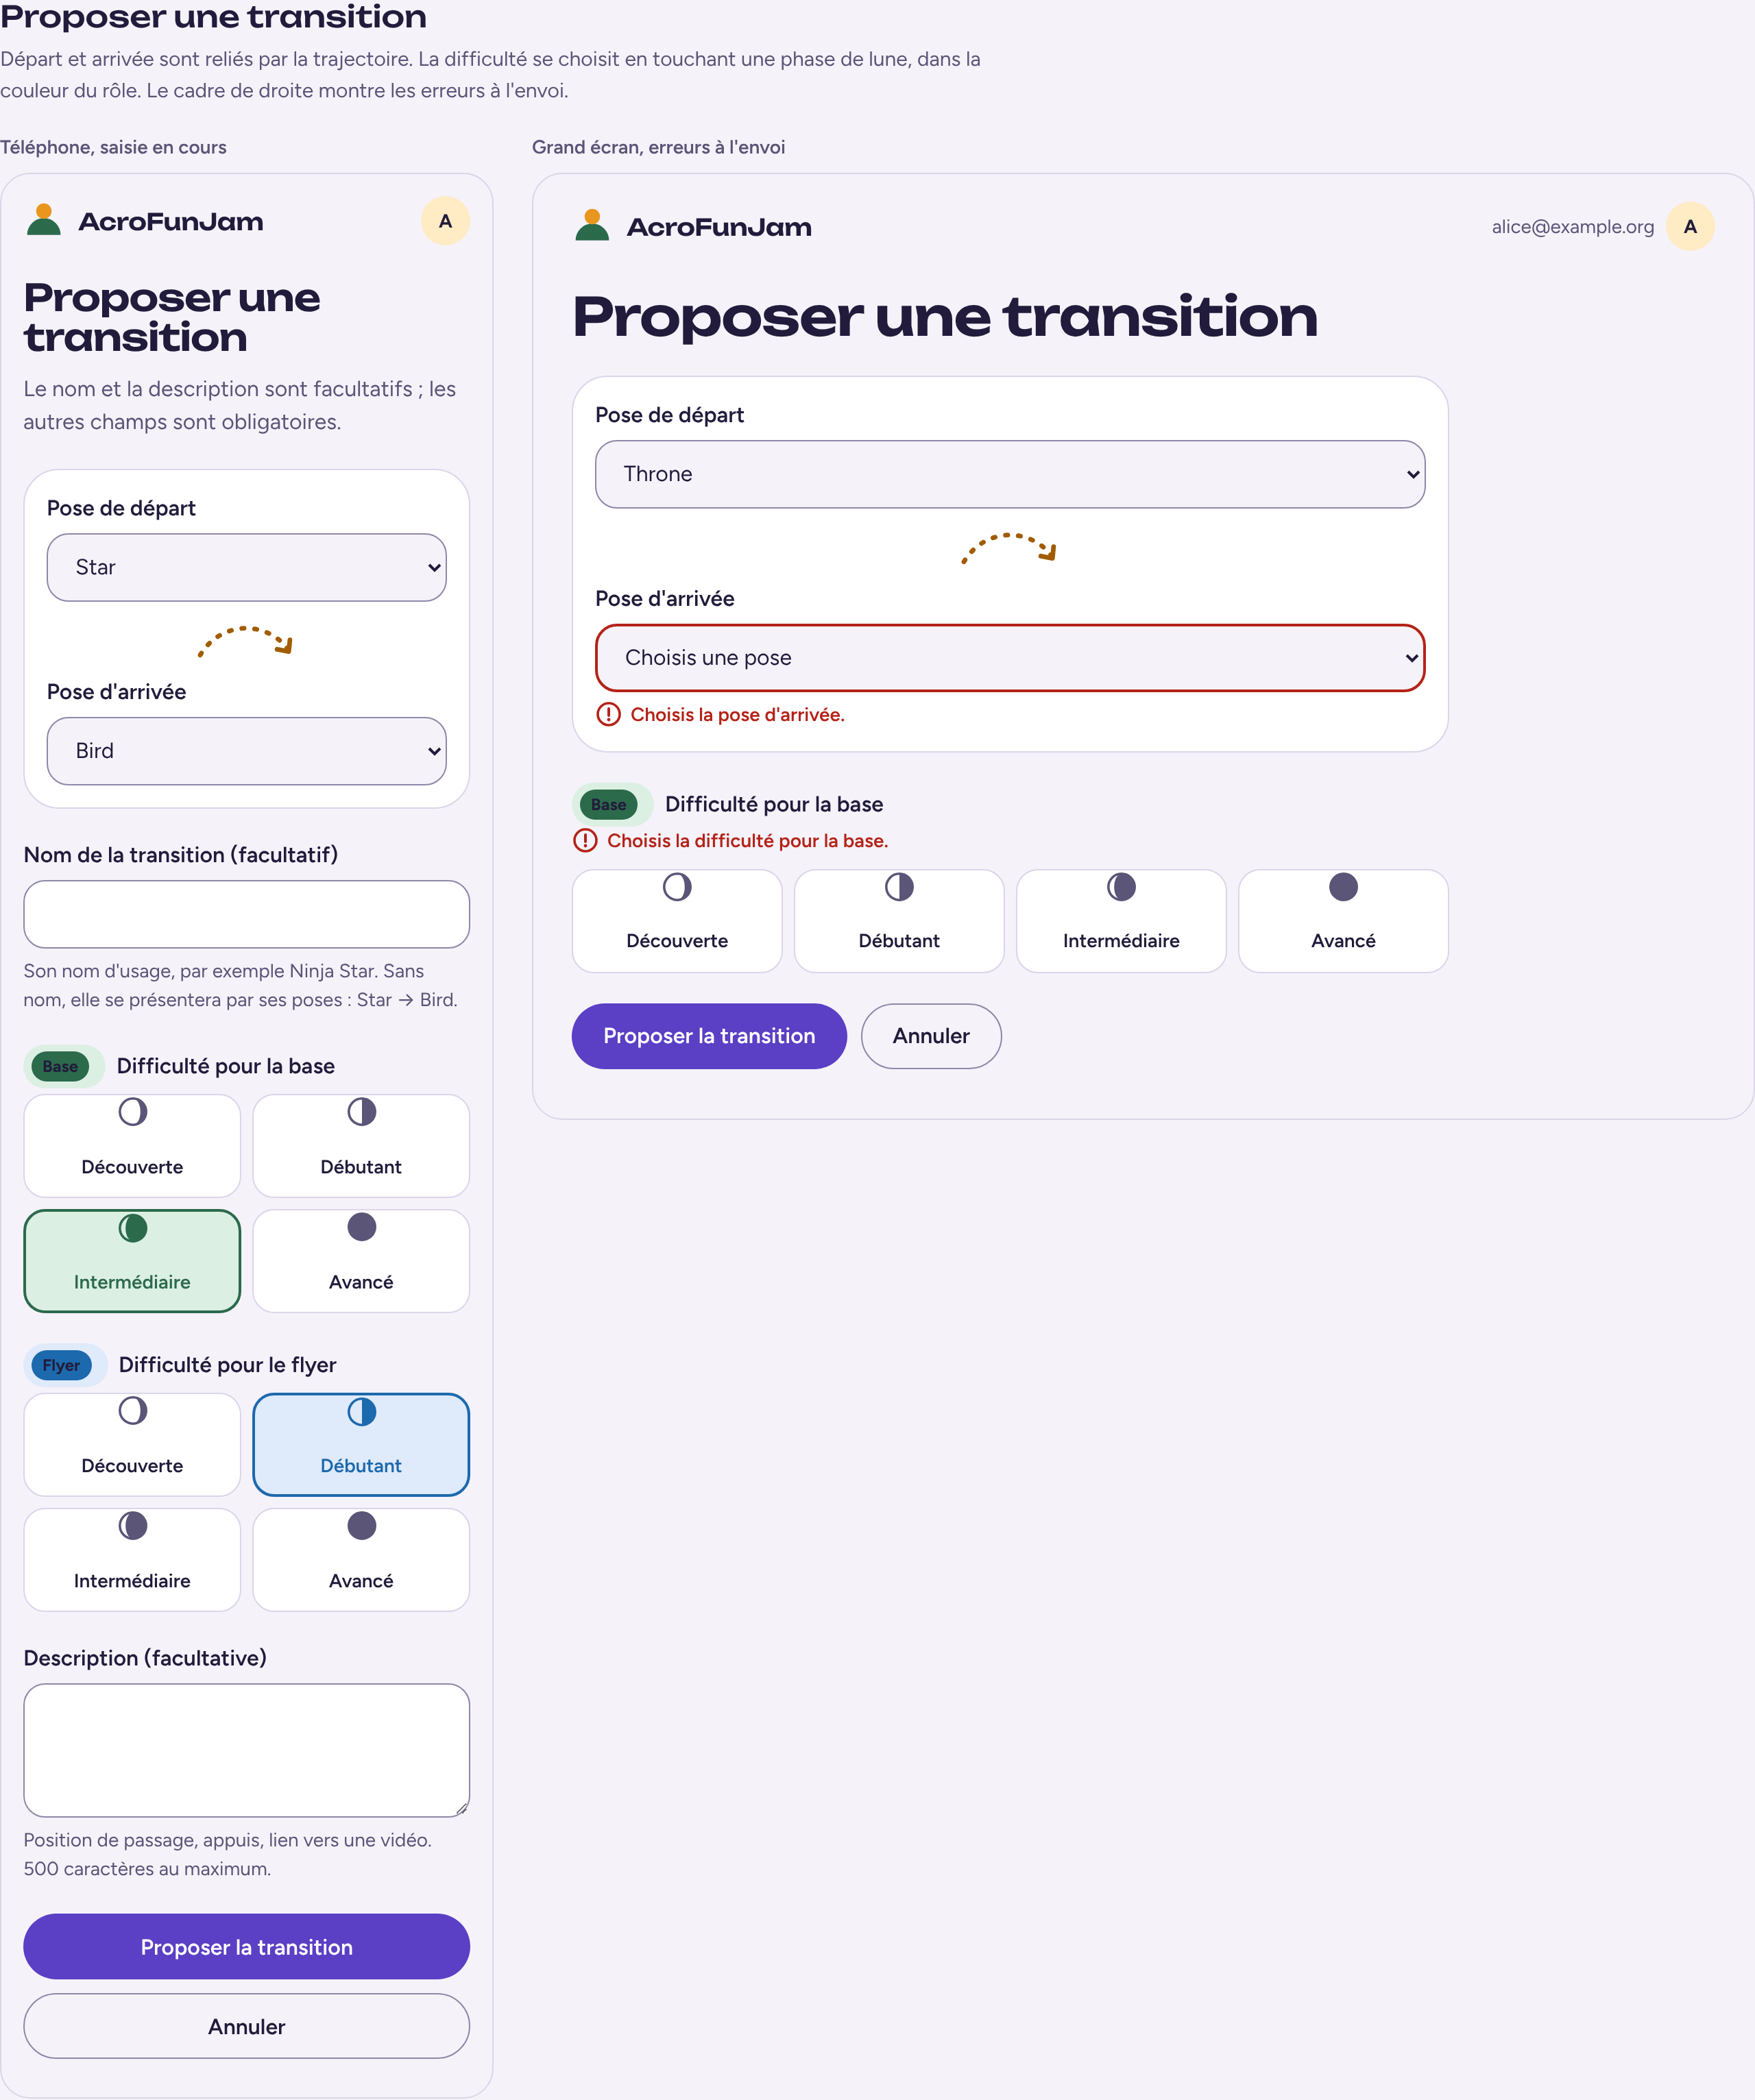 Proposer une transition
Départ et arrivée sont reliés par la trajectoire. La difficulté se choisit en touchant une phase de lune, dans la
couleur du rôle. Le cadre de droite montre les erreurs à l'envoi.
Téléphone, saisie en cours
AcroFunJam
A
Proposer une
transition
Le nom et la description sont facultatifs ; les
autres champs sont obligatoires.
Pose de départ
Star
Pose d'arrivée
Bird
Nom de la transition (facultatif)
Son nom d'usage, par exemple Ninja Star. Sans
nom, elle se présentera par ses poses : Star → Bird.
Base
Difficulté pour la base
Découverte
Débutant
Intermédiaire
Avancé
Flyer
Difficulté pour le flyer
Découverte
Débutant
Intermédiaire
Avancé
Description (facultative)
Position de passage, appuis, lien vers une vidéo.
500 caractères au maximum.
Proposer la transition
Annuler
Grand écran, erreurs à l'envoi
AcroFunJam
alice@example.org
A
Proposer une transition
Pose de départ
Throne
Pose d'arrivée
Choisis une pose
Choisis la pose d'arrivée.
Base
Difficulté pour la base
Choisis la difficulté pour la base.
Découverte
Débutant
Intermédiaire
Avancé
Proposer la transition
Annuler